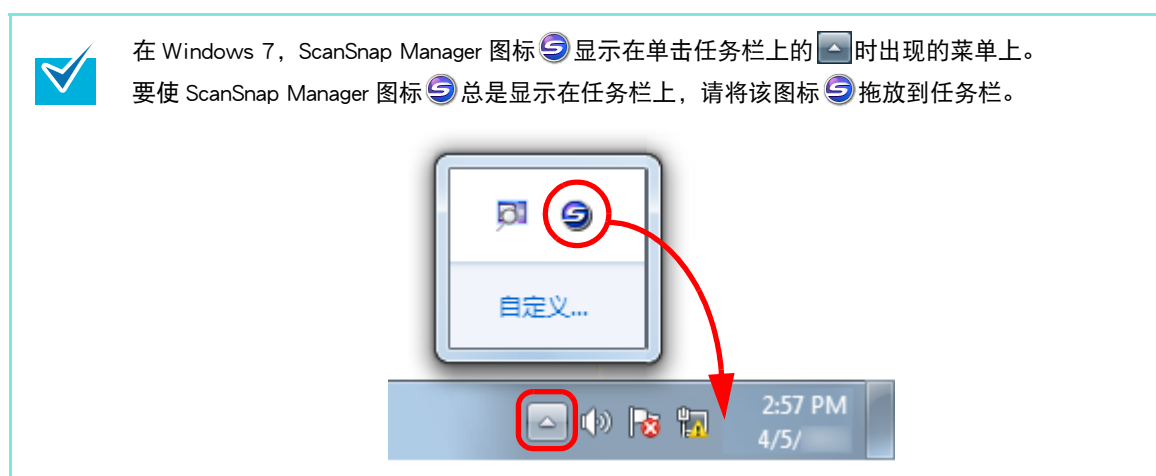 在 Windows 7，ScanSnap Manager 图标显示在单击任务栏上的时出现的菜单上。
要使 ScanSnap Manager 图标总是显示在任务栏上，请将该图标拖放到任务栏。
自定义...
2:57 PM
4/5/